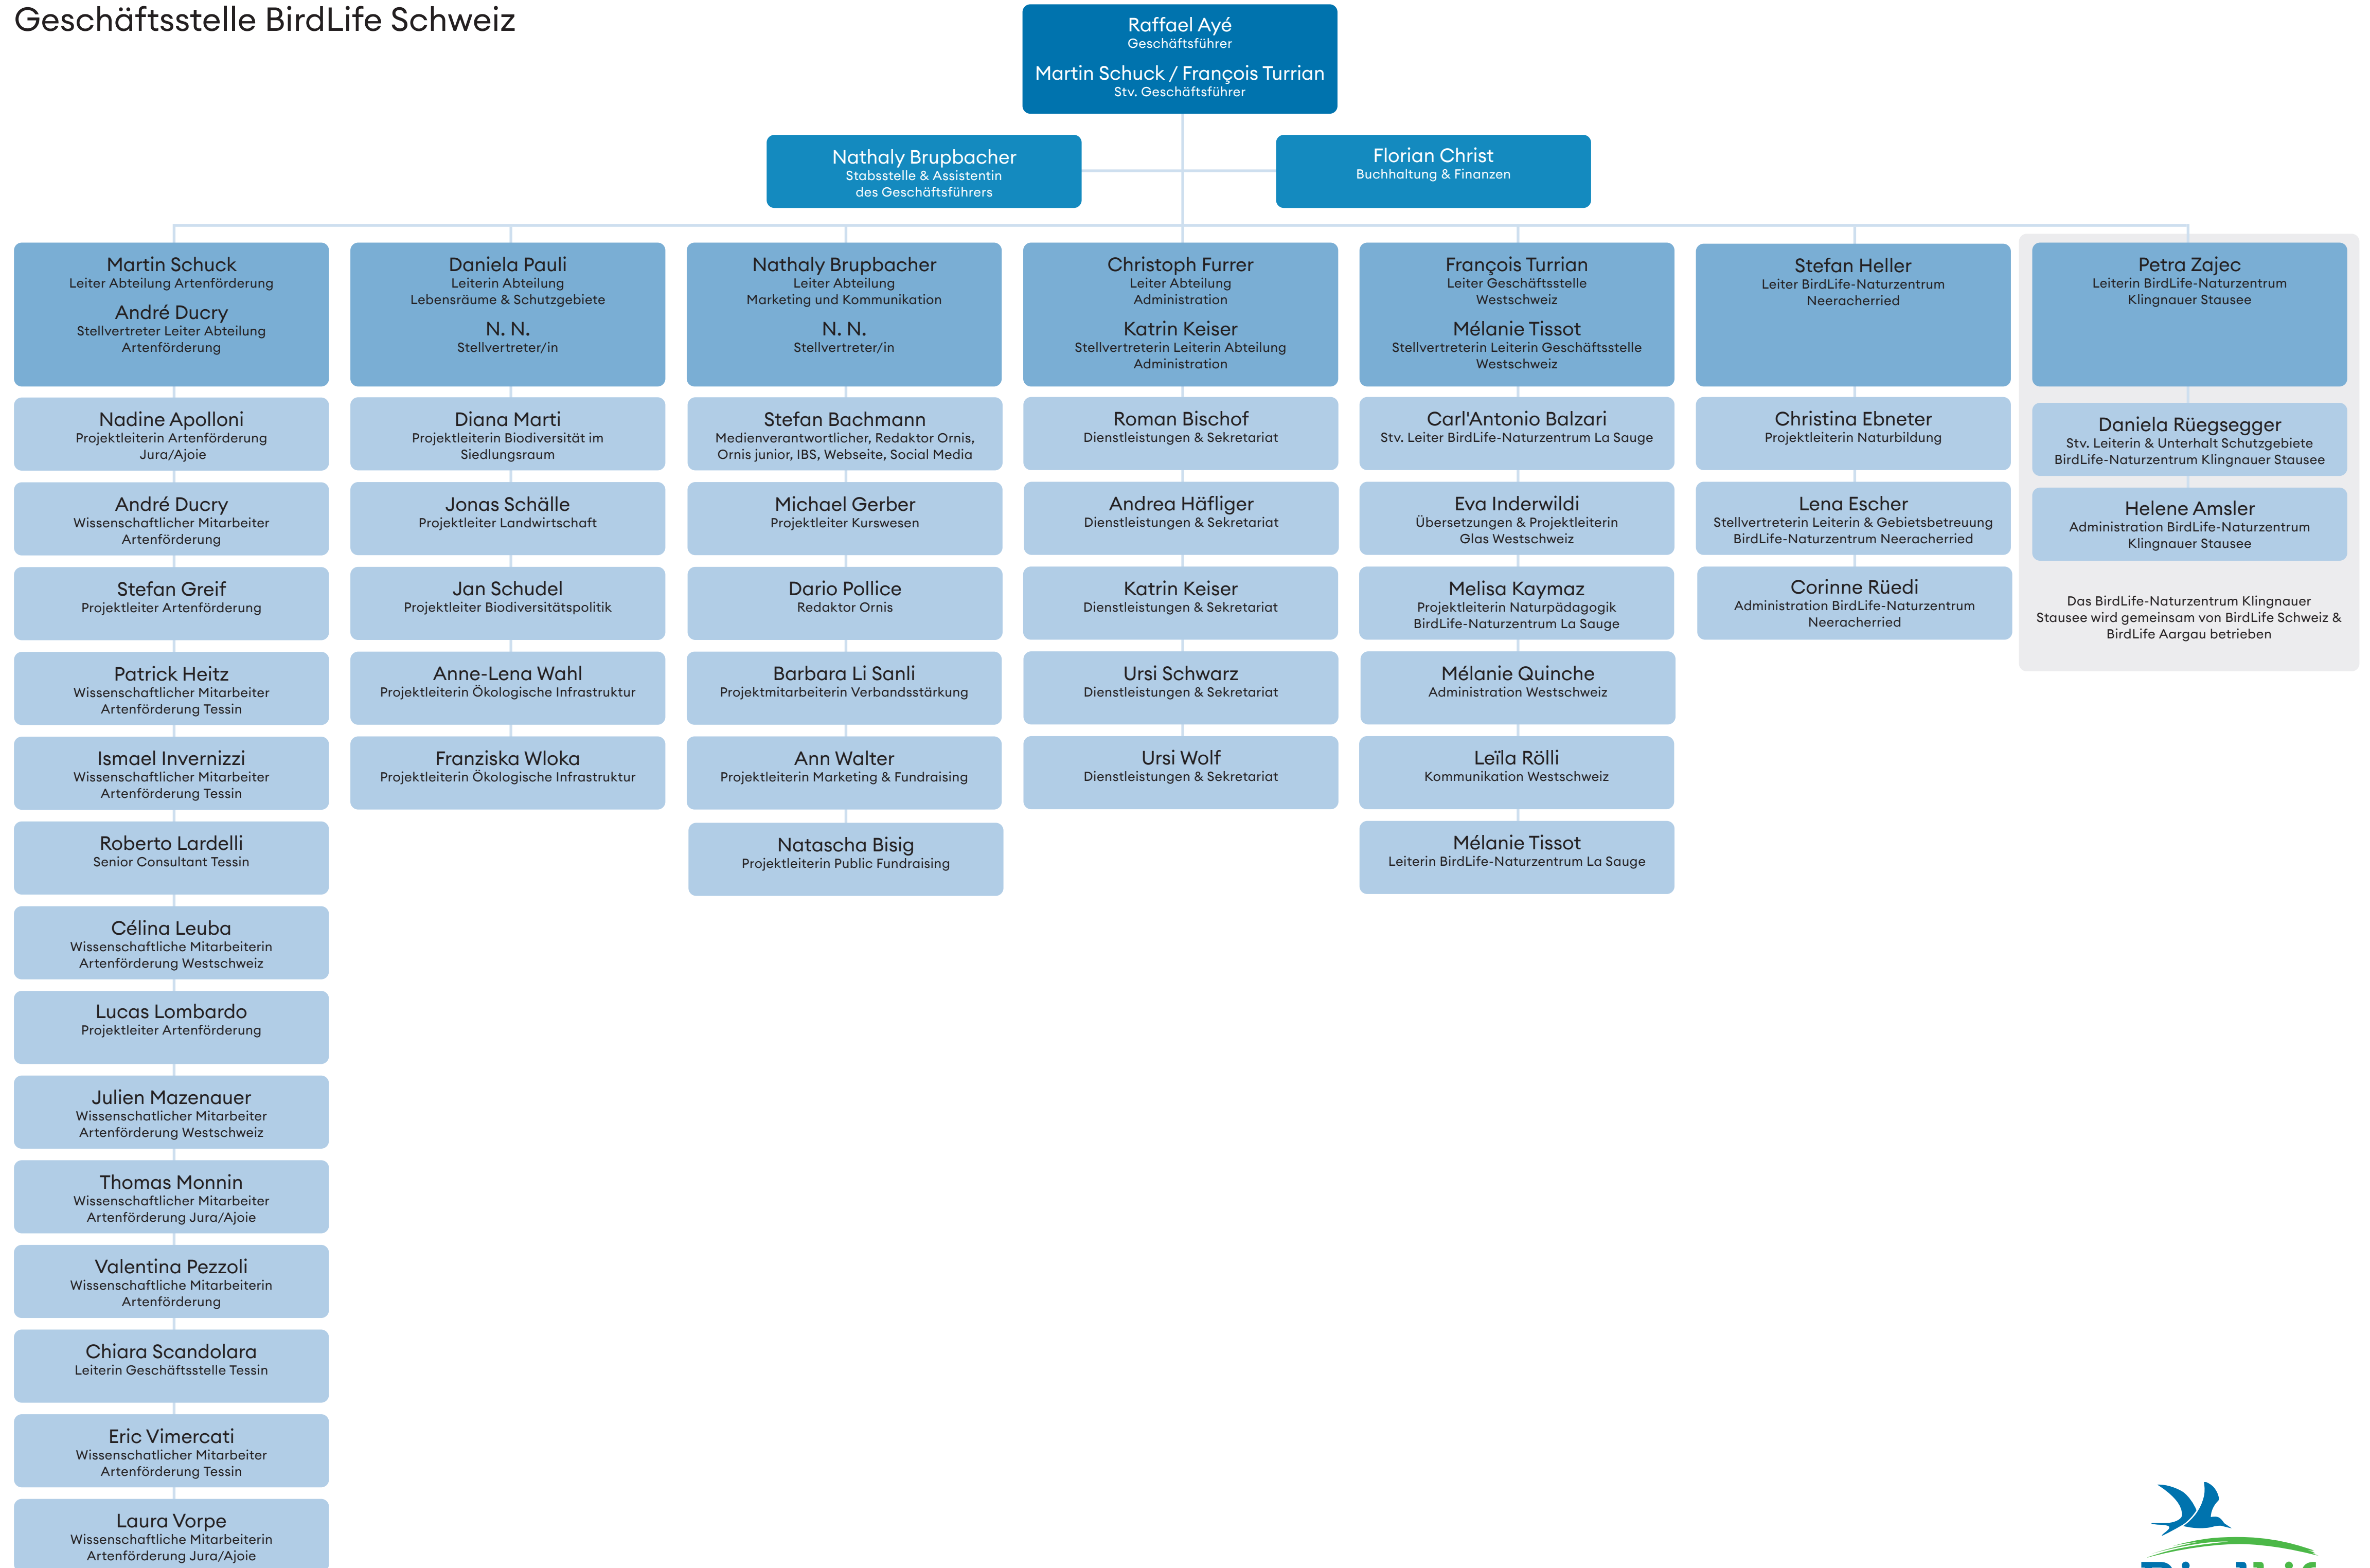 Geschäftsstelle BirdLife Schweiz
Raffael Ayé
Geschäftsführer
Martin Schuck / François Turrian
Stv. Geschäftsführer
Nathaly Brupbacher
Stabsstelle & Assistentin
des Geschäftsführers
Florian Christ
Buchhaltung & Finanzen
Martin Schuck
Leiter Abteilung Artenförderung
André Ducry
Stellvertreter Leiter Abteilung
Artenförderung
Nadine Apolloni
Projektleiterin Artenförderung
Jura/Ajoie
André Ducry
Wissenschaftlicher Mitarbeiter
Artenförderung
Stefan Greif
Projektleiter Artenförderung
Patrick Heitz
Wissenschaftlicher Mitarbeiter
Artenförderung Tessin
Ismael Invernizzi
Wissenschaftlicher Mitarbeiter
Artenförderung Tessin
Roberto Lardelli
Senior Consultant Tessin
Célina Leuba
Wissenschaftliche Mitarbeiterin
Artenförderung Westschweiz
Lucas Lombardo
Projektleiter Artenförderung
Julien Mazenauer
Wissenschatlicher Mitarbeiter
Artenförderung Westschweiz
Thomas Monnin
Wissenschaftlicher Mitarbeiter
Artenförderung Jura/Ajoie
Valentina Pezzoli
Wissenschaftliche Mitarbeiterin
Artenförderung
Chiara Scandolara
Leiterin Geschäftsstelle Tessin
Eric Vimercati
Wissenschatlicher Mitarbeiter
Artenförderung Tessin
Laura Vorpe
Wissenschaftliche Mitarbeiterin
Artenförderung Jura/Ajoie
Daniela Pauli
Leiterin Abteilung
Lebensräume & Schutzgebiete
N. N.
Stellvertreter/in
Diana Marti
Projektleiterin Biodiversität im
Siedlungsraum
Jonas Schälle
Projektleiter Landwirtschaft
Jan Schudel
Projektleiter Biodiversitätspolitik
Anne-Lena Wahl
Projektleiterin Ökologische Infrastruktur
Franziska Wloka
Projektleiterin Ökologische Infrastruktur
Nathaly Brupbacher
Leiter Abteilung
Marketing und Kommunikation
N. N.
Stellvertreter/in
Stefan Bachmann
Medienverantwortlicher, Redaktor Ornis,
Ornis junior, IBS, Webseite, Social Media
Michael Gerber
Projektleiter Kurswesen
Dario Pollice
Redaktor Ornis
Barbara Li Sanli
Projektmitarbeiterin Verbandsstärkung
Ann Walter
Projektleiterin Marketing & Fundraising
Natascha Bisig
Projektleiterin Public Fundraising
Christoph Furrer
Leiter Abteilung
Administration
Katrin Keiser
Stellvertreterin Leiterin Abteilung
Administration
Roman Bischof
Dienstleistungen & Sekretariat
Andrea Häfliger
Dienstleistungen & Sekretariat
Katrin Keiser
Dienstleistungen & Sekretariat
Ursi Schwarz
Dienstleistungen & Sekretariat
Ursi Wolf
Dienstleistungen & Sekretariat
François Turrian
Leiter Geschäftsstelle
Westschweiz
Mélanie Tissot
Stellvertreterin Leiterin Geschäftsstelle
Westschweiz
Carl'Antonio Balzari
Stv. Leiter BirdLife-Naturzentrum La Sauge
Eva Inderwildi
Übersetzungen & Projektleiterin
Glas Westschweiz
Melisa Kaymaz
Projektleiterin Naturpädagogik
BirdLife-Naturzentrum La Sauge
Mélanie Quinche
Administration Westschweiz
Leïla Rölli
Kommunikation Westschweiz
Mélanie Tissot
Leiterin BirdLife-Naturzentrum La Sauge
Stefan Heller
Leiter BirdLife-Naturzentrum
Neeracherried
Christina Ebneter
Projektleiterin Naturbildung
Lena Escher
Stellvertreterin Leiterin & Gebietsbetreuung
BirdLife-Naturzentrum Neeracherried
Corinne Rüedi
Administration BirdLife-Naturzentrum
Neeracherried
Petra Zajec
Leiterin BirdLife-Naturzentrum
Klingnauer Stausee
Daniela Rüegsegger
Stv. Leiterin & Unterhalt Schutzgebiete
BirdLife-Naturzentrum Klingnauer Stausee
Helene Amsler
Administration BirdLife-Naturzentrum
Klingnauer Stausee
Das BirdLife-Naturzentrum Klingnauer
Stausee wird gemeinsam von BirdLife Schweiz &
BirdLife Aargau betrieben